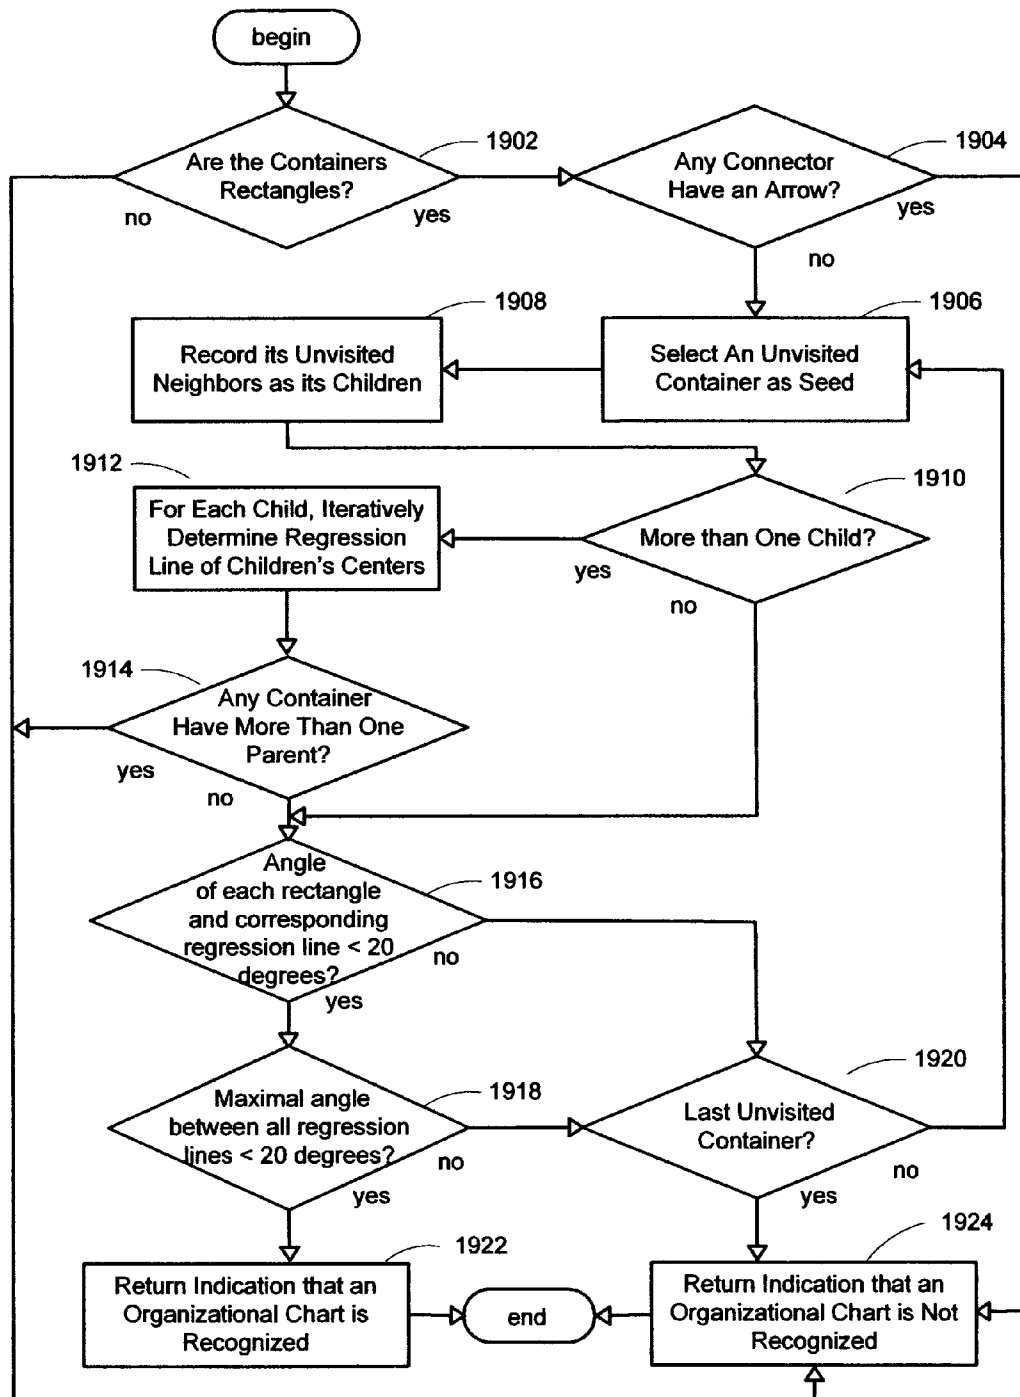 begin
1902
Are the Containers
Rectangles?
no
yes
1904
Any Connector
Have an Arrow?
yes
no
1908
Record its Unvisited
Neighbors as its Children
1906
Select An Unvisited
Container as Seed
1912
For Each Child, Iteratively
Determine Regression
Line of Children's Centers
1910
More than One Child?
yes
no
1914
Any Container
Have More Than One
Parent?
yes
no
1916
Angle
of each rectangle
and corresponding
regression line < 20
degrees?
no
yes
1918
Maximal angle
between all regression
lines < 20 degrees?
no
yes
1920
Last Unvisited
Container?
no
yes
1922
Return Indication that an
Organizational Chart is
Recognized
end
1924
Return Indication that an
Organizational Chart is Not
Recognized